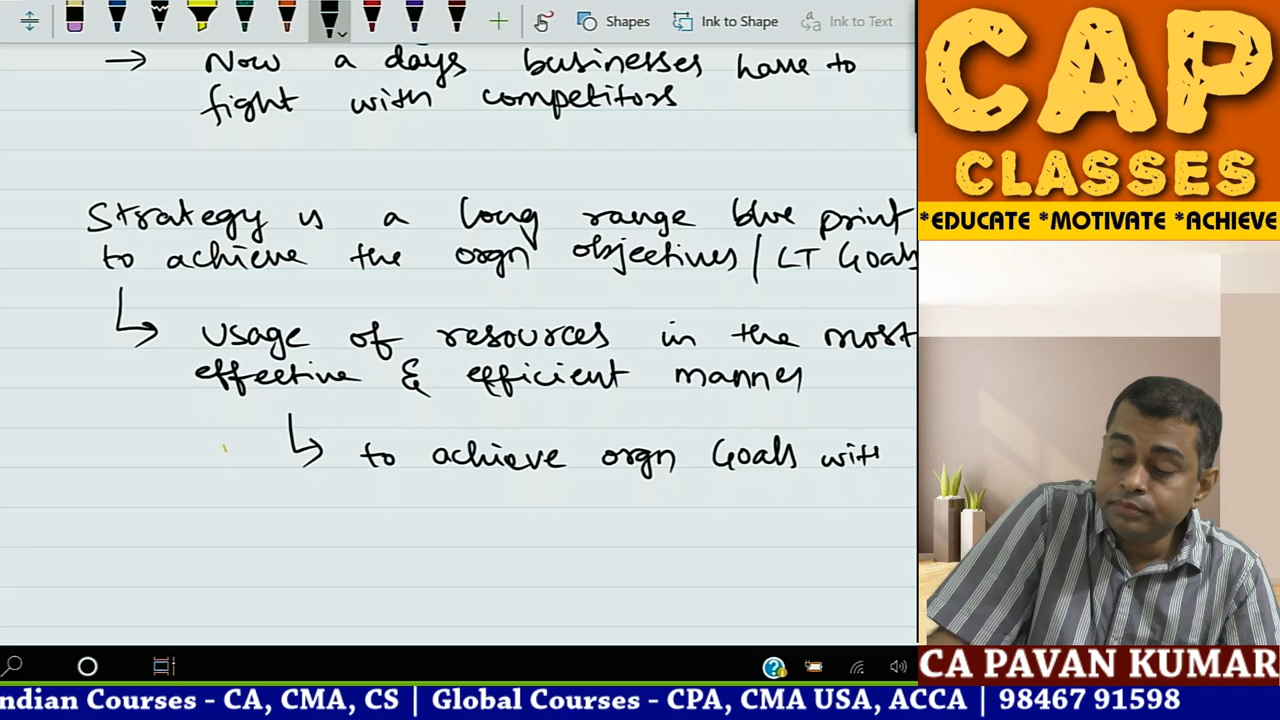 Shapes
Ink to Shape
Ink to Text
→ Now a days businesses have to
fight with competitors
Strategy is a long range blue print
to achieve the orgn objectives / LT Goals
↳ Usage of resources in the most
effective & efficient manner
↳ to achieve orgn Goals with
CAP
CLASSES
*EDUCATE *MOTIVATE *ACHIEVE
CA PAVAN KUMAR
ndian Courses - CA, CMA, CS | Global Courses - CPA, CMA USA, ACCA | 98467 91598